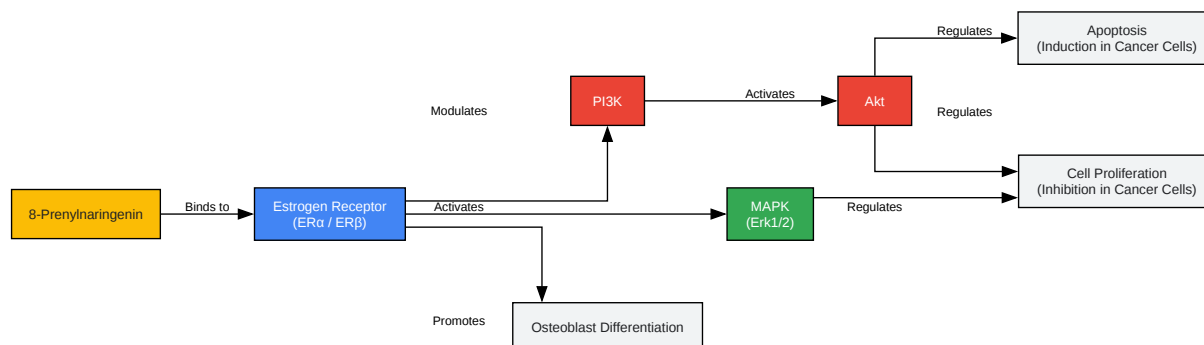 Regulates
Apoptosis
(Induction in Cancer Cells)
PI3K
Activates
Akt
Modulates
Regulates
Cell Proliferation
(Inhibition in Cancer Cells)
8-Prenylnaringenin
Binds to
Estrogen Receptor
(ERα / ERβ)
Activates
MAPK
(Erk1/2)
Regulates
Promotes
Osteoblast Differentiation